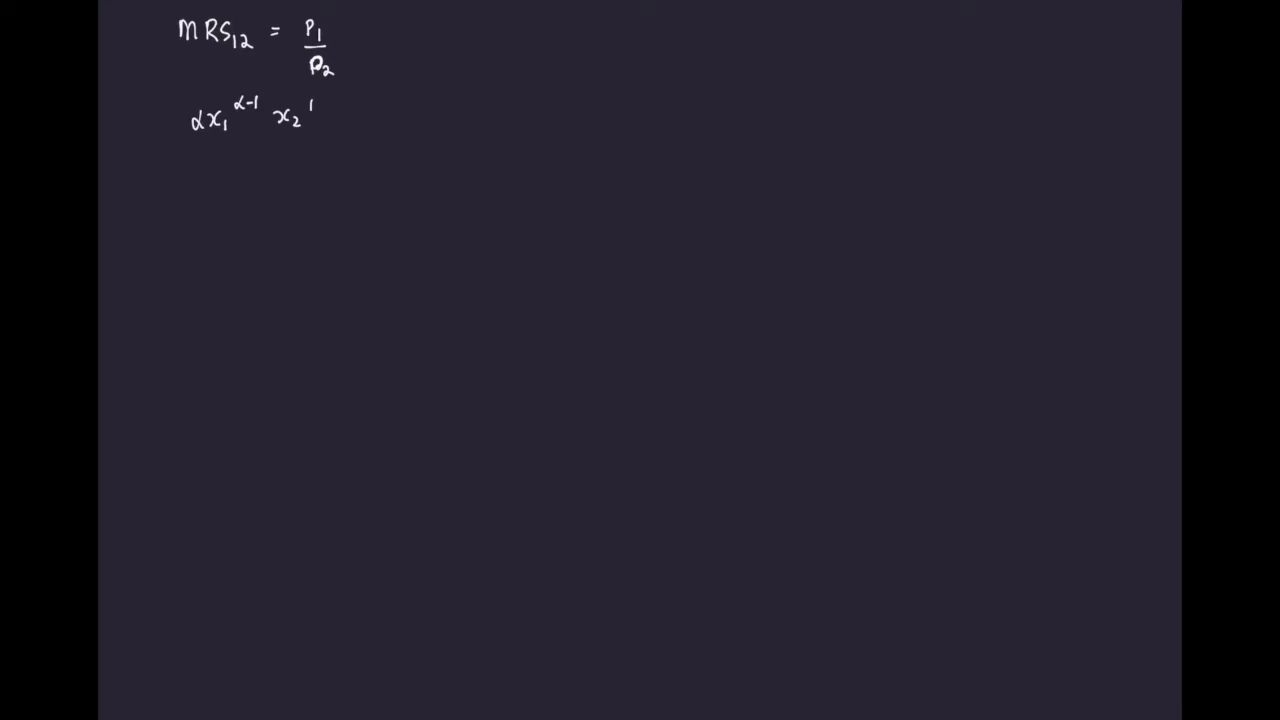 MRS₁₂ = p₁/p₂
αx₁^(α-1) x₂^1